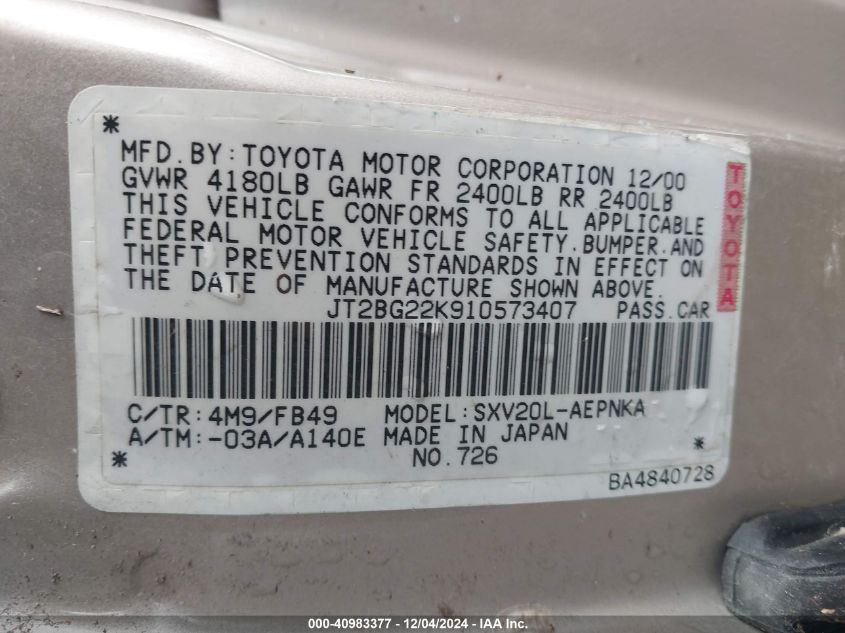 MFD.BY:TOYOTA MOTOR CORPORATION 12/00
GVWR 4180LB GAWR FR 2400LB RR 2400LB
THIS VEHICLE CONFORMS TO ALL APPLICABLE
FEDERAL MOTOR VEHICLE SAFETY.BUMPER.AND
THEFT PREVENTION STANDARDS IN EFFECT ON
THE DATE OF MANUFACTURE SHOWN ABOVE.
JT2BG22K910573407 PASS.CAR
TOYOTA
C/TR:4M9/FB49 MODEL:SXV20L-AEPNKA
A/TM:-03A/A140E MADE IN JAPAN
NO.726
BA4840728
000-40983377 - 12/04/2024 - IAA Inc.